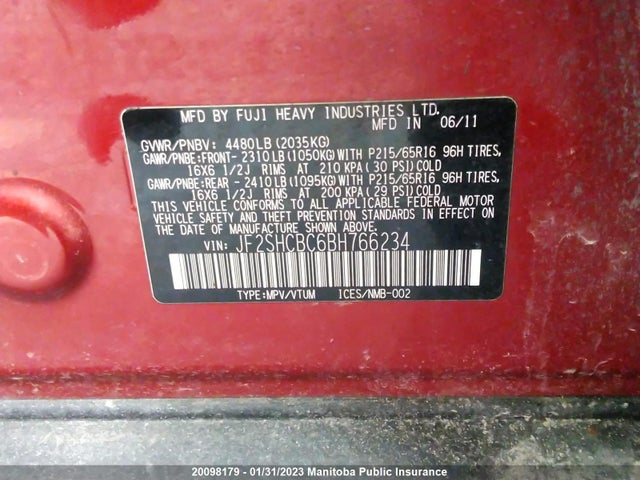 MFD BY FUJI HEAVY INDUSTRIES LTD.
MFD IN 06/11
GVWR/PNBV: 4480LB (2035KG)
GAWR/PNBE:FRONT- 2310LB (1050KG) WITH P215/65R16 96H TIRES,
16X6 1/2J RIMS AT 210 KPA( 30 PSI) COLD
GAWR/PNBE:REAR - 2410LB (1095KG) WITH P215/65R16 96H TIRES,
16X6 1/2J RIMS AT 200 KPA (29 PSI) COLD
THIS VEHICLE CONFORMS TO ALL APPLICABLE FEDERAL MOTOR
VEHICLE SAFETY AND THEFT PREVENTION STANDARDS IN EFFECT ON THE
DATE OF MANUFACTURE SHOWN ABOVE.
VIN: JF2SHCBC6BH766234
TYPE:MPV/VTUM ICES/NMB-002
20098179 - 01/31/2023 Manitoba Public Insurance